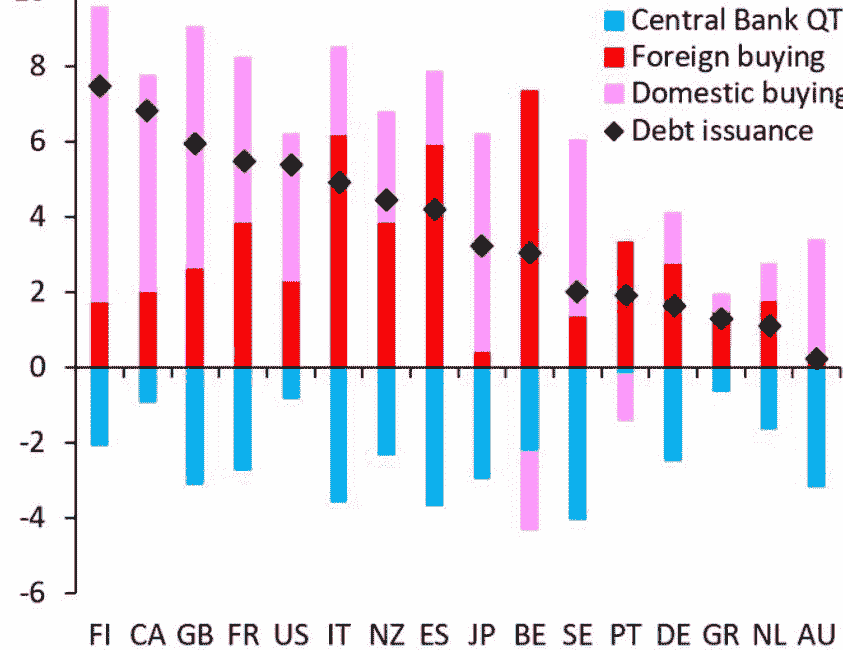 Central Bank QT
Foreign buying
Domestic buying
Debt issuance
8
6
4
2
0
-2
-4
-6
FI CA GB FR US IT NZ ES JP BE SE PT DE GR NL AU